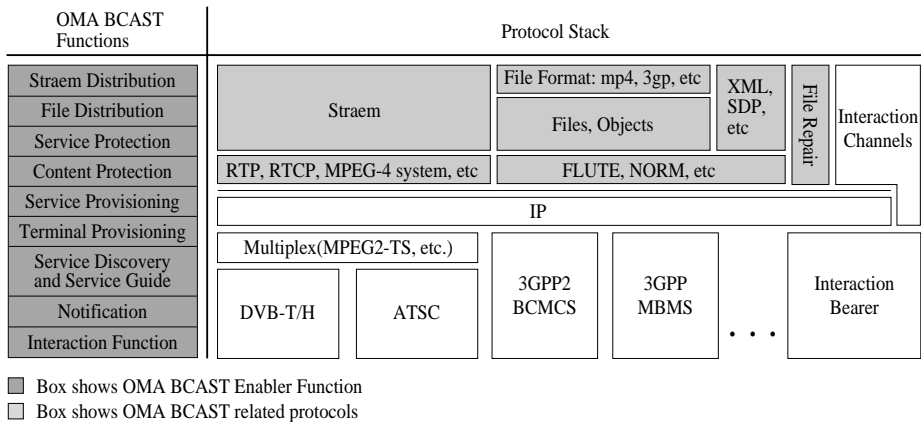 OMA BCAST
Functions
Protocol Stack
Straem Distribution
File Distribution
Service Protection
Content Protection
Service Provisioning
Terminal Provisioning
Service Discovery
and Service Guide
Notification
Interaction Function
Straem
File Format: mp4, 3gp, etc
Files, Objects
XML,
SDP,
etc
File Repair
Interaction
Channels
RTP, RTCP, MPEG-4 system, etc
FLUTE, NORM, etc
IP
Multiplex(MPEG2-TS, etc.)
DVB-T/H
ATSC
3GPP2
BCMCS
3GPP
MBMS
. . .
Interaction
Bearer
Box shows OMA BCAST Enabler Function
Box shows OMA BCAST related protocols